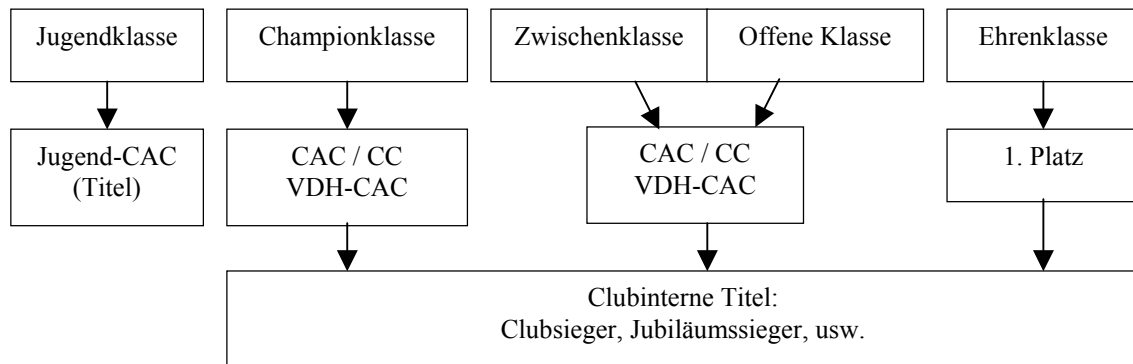 Jugendklasse
Championklasse
Zwischenklasse
Offene Klasse
Ehrenklasse
Jugend-CAC
(Titel)
CAC / CC
VDH-CAC
CAC / CC
VDH-CAC
1. Platz
Clubinterne Titel:
Clubsieger, Jubiläumssieger, usw.